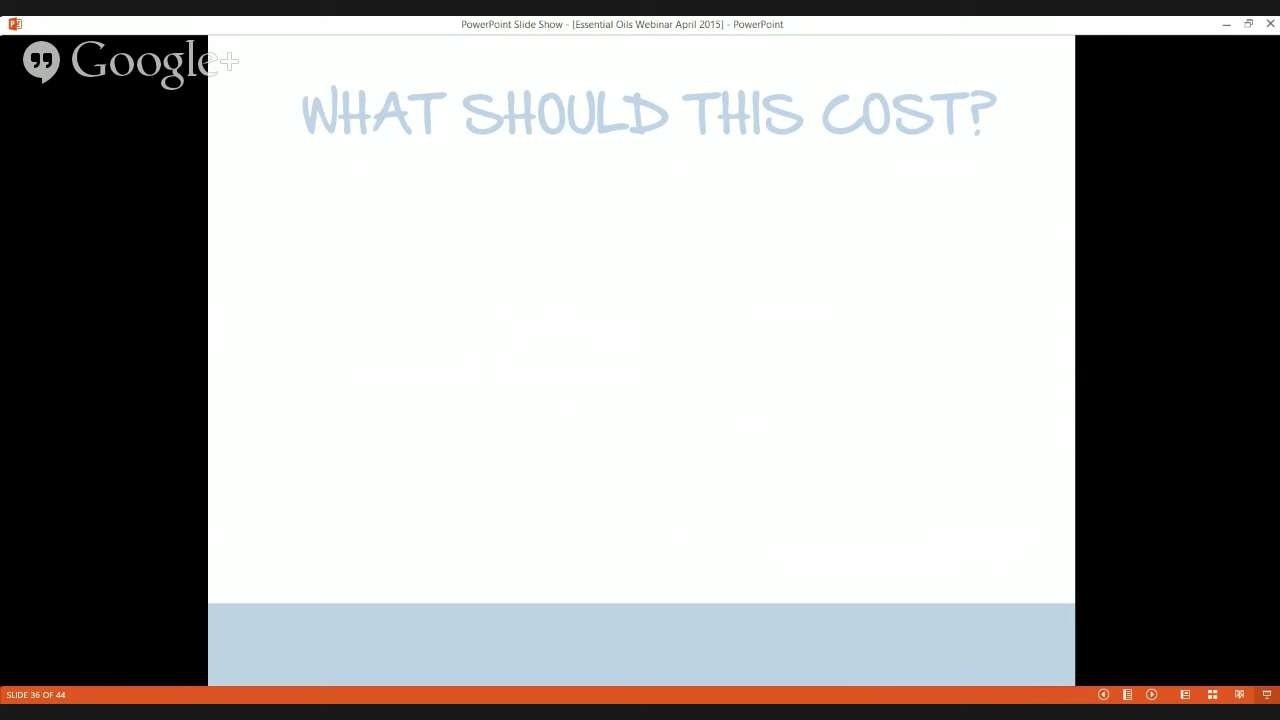 PowerPoint Slide Show - [Essential Oils Webinar April 2015] - PowerPoint
Google+
WHAT SHOULD THIS COST?
SLIDE 36 OF 44